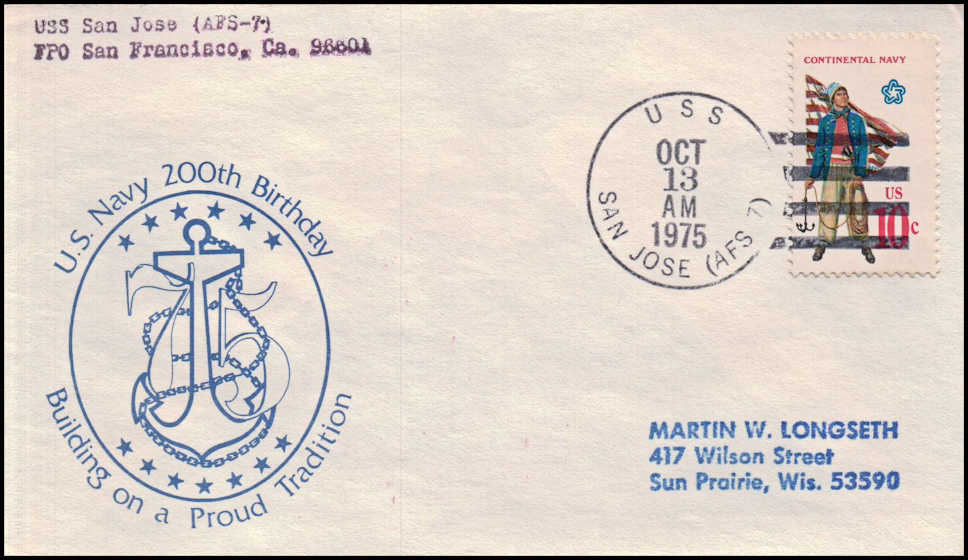 USS San Jose (AFS-7)
FPO San Francisco, Ca. 96601
CONTINENTAL NAVY
US
10c
USS
OCT
13
AM
1975
SAN JOSE (AFS 7)
U.S. Navy 200th Birthday
75
Building on a Proud Tradition
MARTIN W. LONGSETH
417 Wilson Street
Sun Prairie, Wis. 53590